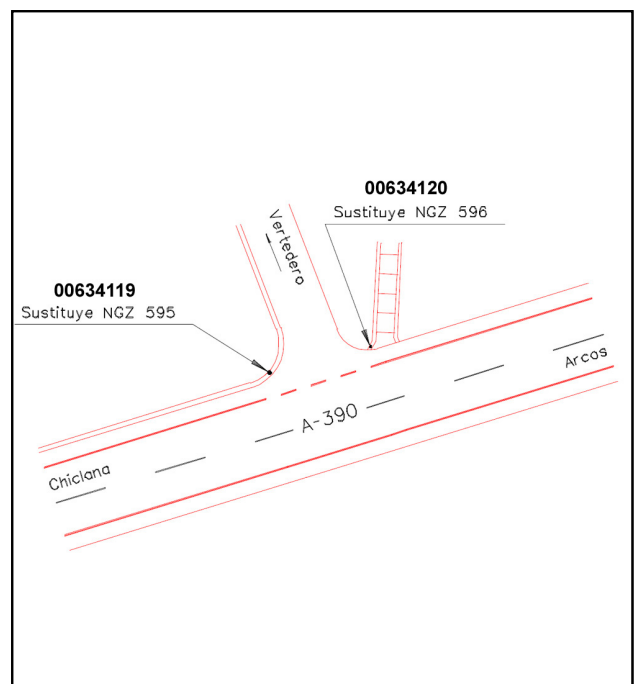 00634120
Sustituye NGZ 596
Vertedero
00634119
Sustituye NGZ 595
Arcos
A-390
Chiclana